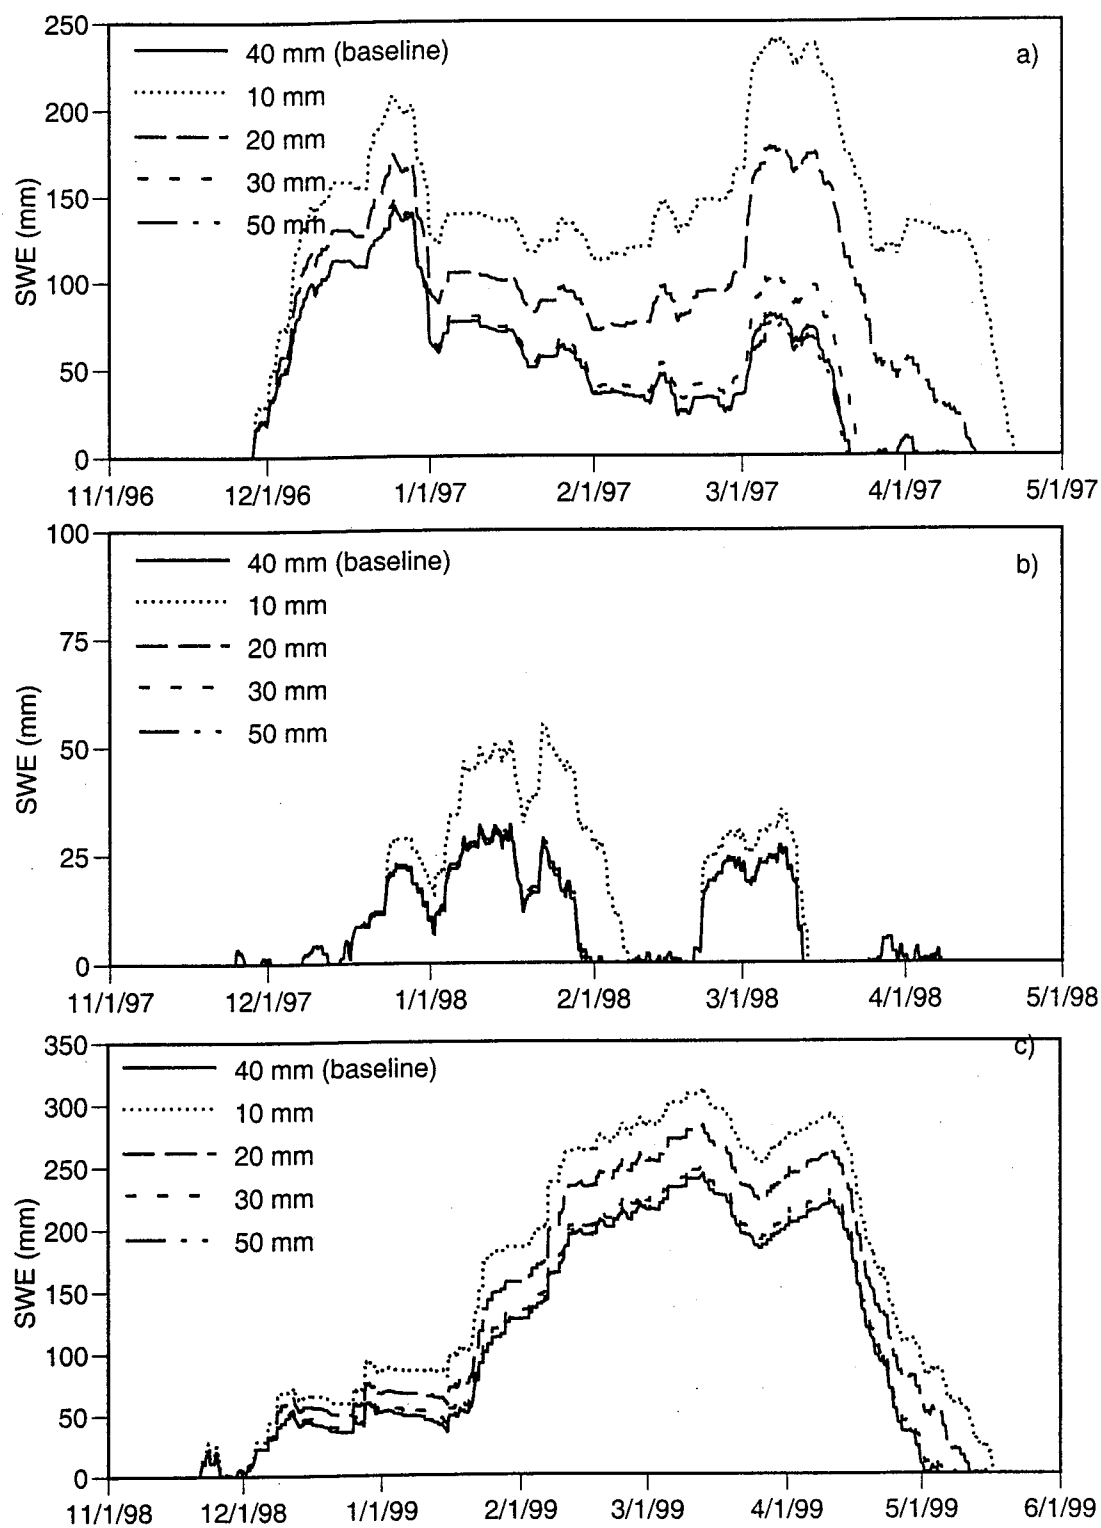 250
200
150
100
50
0
SWE (mm)
40 mm (baseline)
10 mm
20 mm
30 mm
50 mm
a)
11/1/96 12/1/96 1/1/97 2/1/97 3/1/97 4/1/97 5/1/97
100
75
50
25
0
SWE (mm)
40 mm (baseline)
10 mm
20 mm
30 mm
50 mm
b)
11/1/97 12/1/97 1/1/98 2/1/98 3/1/98 4/1/98 5/1/98
350
300
250
200
150
100
50
0
SWE (mm)
40 mm (baseline)
10 mm
20 mm
30 mm
50 mm
c)
11/1/98 12/1/98 1/1/99 2/1/99 3/1/99 4/1/99 5/1/99 6/1/99